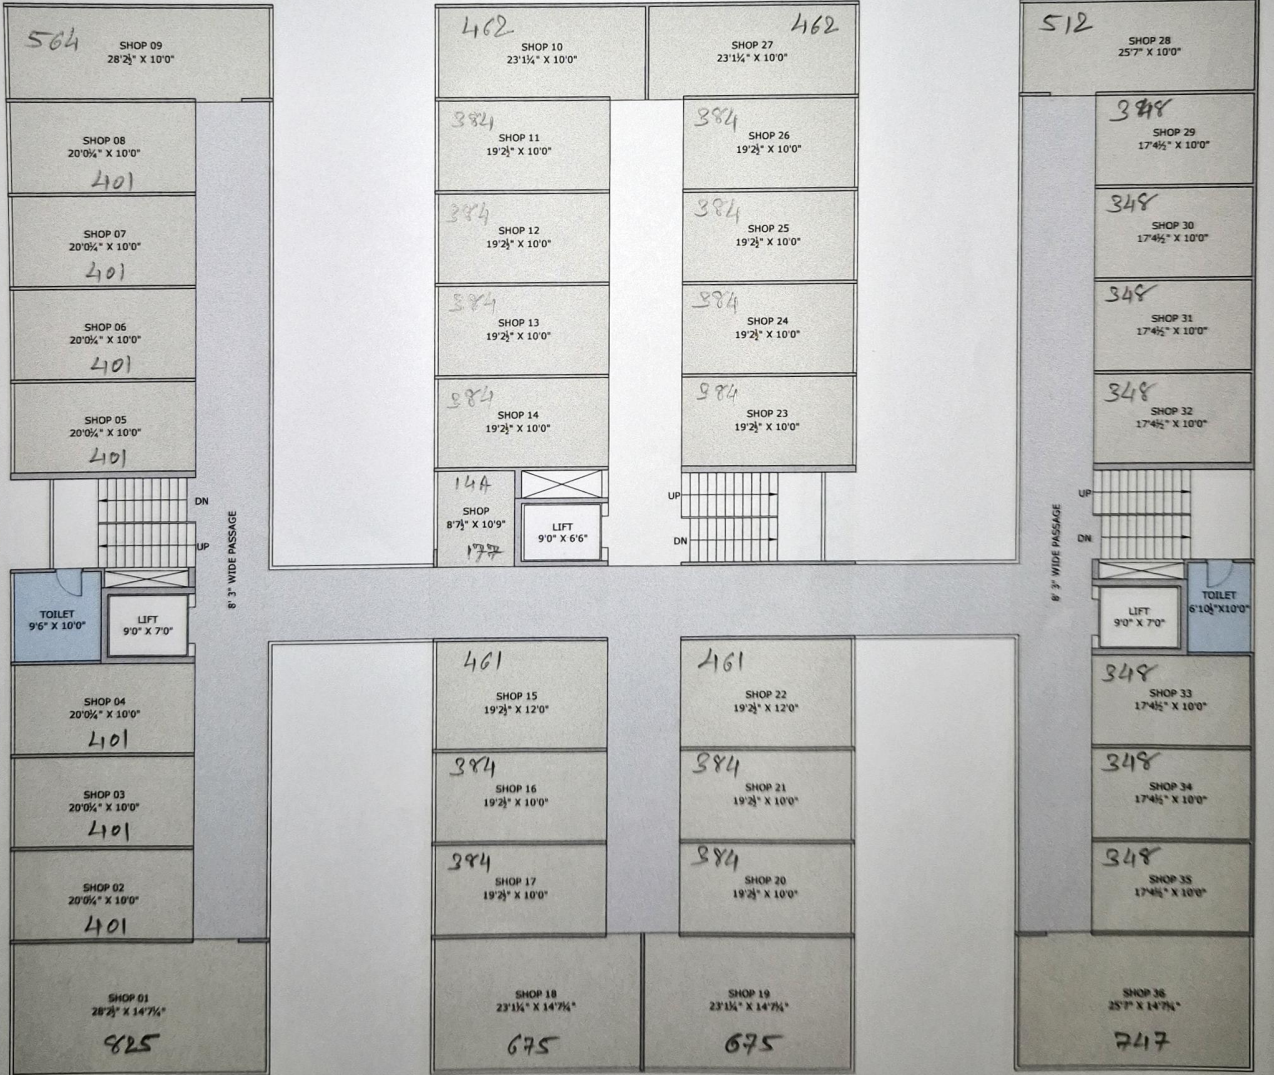 564
SHOP 09
28'2½" X 10'0"
SHOP 08
20'0¼" X 10'0"
401
SHOP 07
20'0¼" X 10'0"
401
SHOP 06
20'0¼" X 10'0"
401
SHOP 05
20'0¼" X 10'0"
401
DN
UP
8' 3" WIDE PASSAGE
TOILET
9'6" X 10'0"
LIFT
9'0" X 7'0"
SHOP 04
20'0¼" X 10'0"
401
SHOP 03
20'0¼" X 10'0"
401
SHOP 02
20'0¼" X 10'0"
401
SHOP 01
28'2½" X 14'7¼"
825
462
SHOP 10
23'1¼" X 10'0"
384
SHOP 11
19'2½" X 10'0"
384
SHOP 12
19'2½" X 10'0"
384
SHOP 13
19'2½" X 10'0"
384
SHOP 14
19'2½" X 10'0"
14A
SHOP
8'7½" X 10'9"
177
LIFT
9'0" X 6'6"
461
SHOP 15
19'2½" X 12'0"
384
SHOP 16
19'2½" X 10'0"
384
SHOP 17
19'2½" X 10'0"
SHOP 18
23'1¼" X 14'7¼"
675
462
SHOP 27
23'1¼" X 10'0"
384
SHOP 26
19'2½" X 10'0"
384
SHOP 25
19'2½" X 10'0"
384
SHOP 24
19'2½" X 10'0"
384
SHOP 23
19'2½" X 10'0"
UP
DN
461
SHOP 22
19'2½" X 12'0"
384
SHOP 21
19'2½" X 10'0"
384
SHOP 20
19'2½" X 10'0"
SHOP 19
23'1¼" X 14'7¼"
675
512
SHOP 28
25'7" X 10'0"
348
SHOP 29
17'4½" X 10'0"
348
SHOP 30
17'4½" X 10'0"
348
SHOP 31
17'4½" X 10'0"
348
SHOP 32
17'4½" X 10'0"
UP
DN
8' 3" WIDE PASSAGE
LIFT
9'0" X 7'0"
TOILET
6'10½"X10'0"
348
SHOP 33
17'4½" X 10'0"
348
SHOP 34
17'4½" X 10'0"
348
SHOP 35
17'4½" X 10'0"
SHOP 36
25'7" X 14'7¼"
747